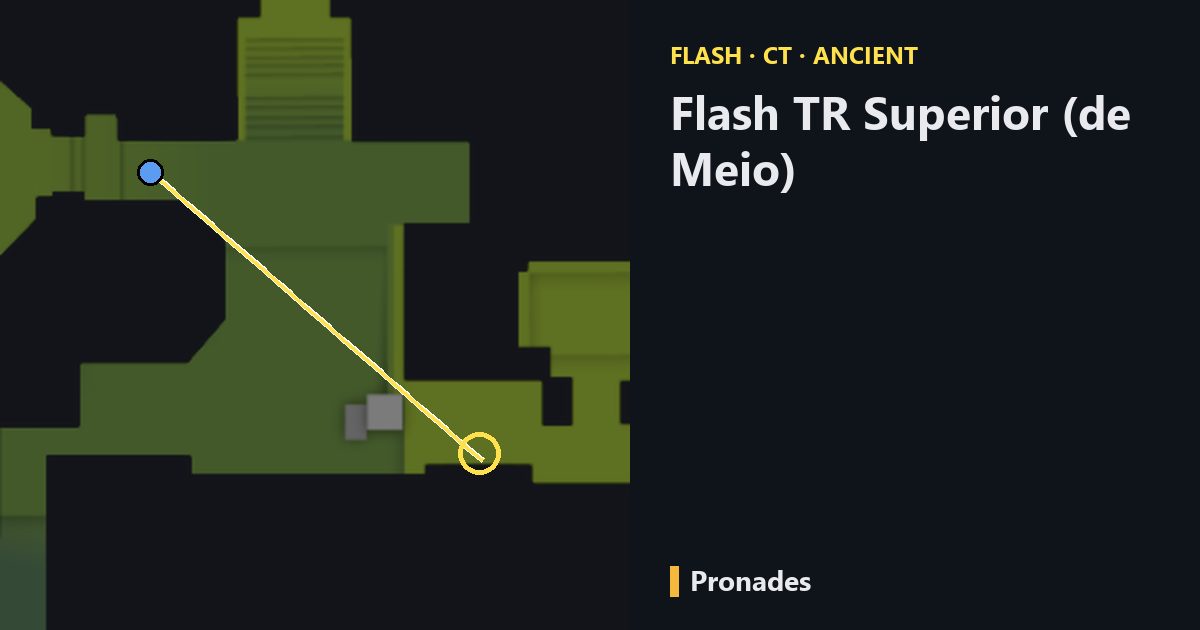 FLASH · CT · ANCIENT
Flash TR Superior (de
Meio)
Pronades